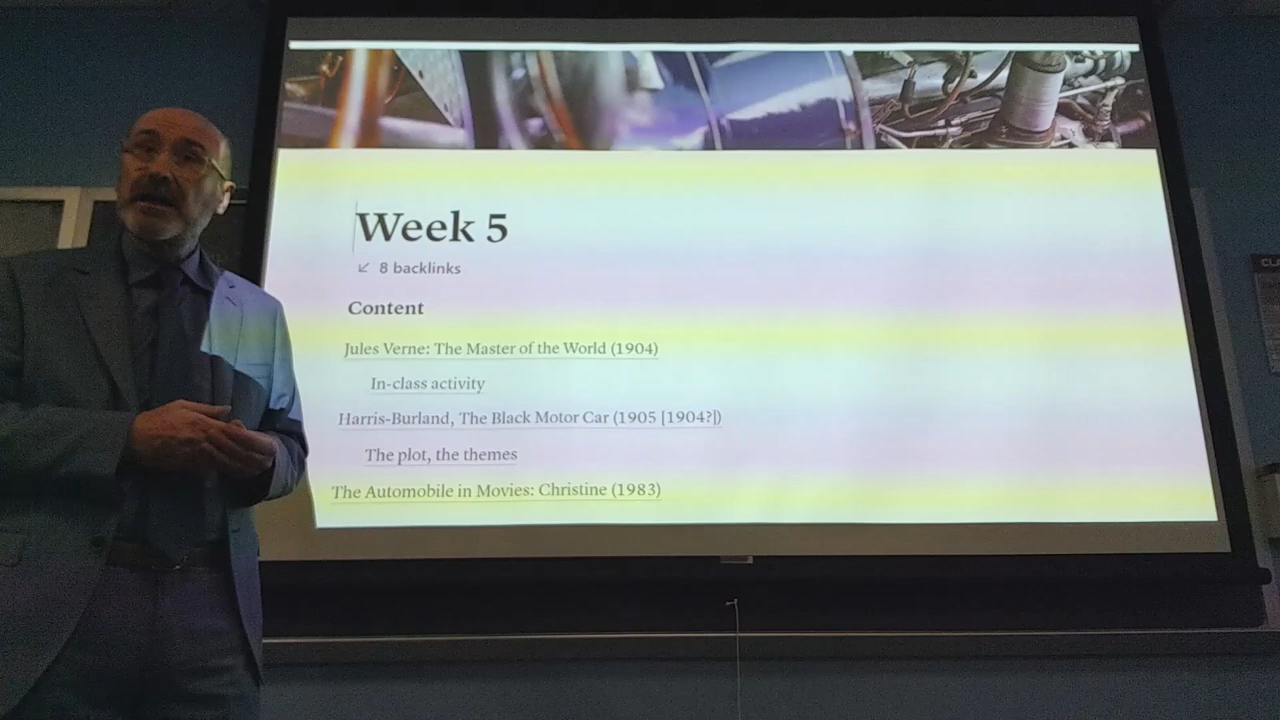 Week 5
↙ 8 backlinks
Content
Jules Verne: The Master of the World (1904)
In-class activity
Harris-Burland, The Black Motor Car (1905 [1904?])
The plot, the themes
The Automobile in Movies: Christine (1983)
CLA